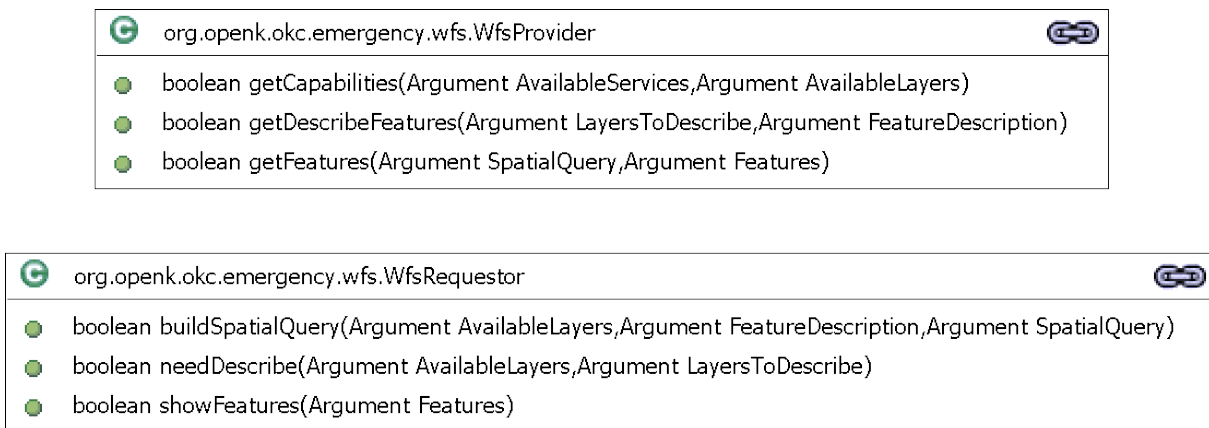 C org.openk.okc.emergency.wfs.WfsProvider
boolean getCapabilities(Argument AvailableServices,Argument AvailableLayers)
boolean getDescribeFeatures(Argument LayersToDescribe,Argument FeatureDescription)
boolean getFeatures(Argument SpatialQuery,Argument Features)
C org.openk.okc.emergency.wfs.WfsRequestor
boolean buildSpatialQuery(Argument AvailableLayers,Argument FeatureDescription,Argument SpatialQuery)
boolean needDescribe(Argument AvailableLayers,Argument LayersToDescribe)
boolean showFeatures(Argument Features)